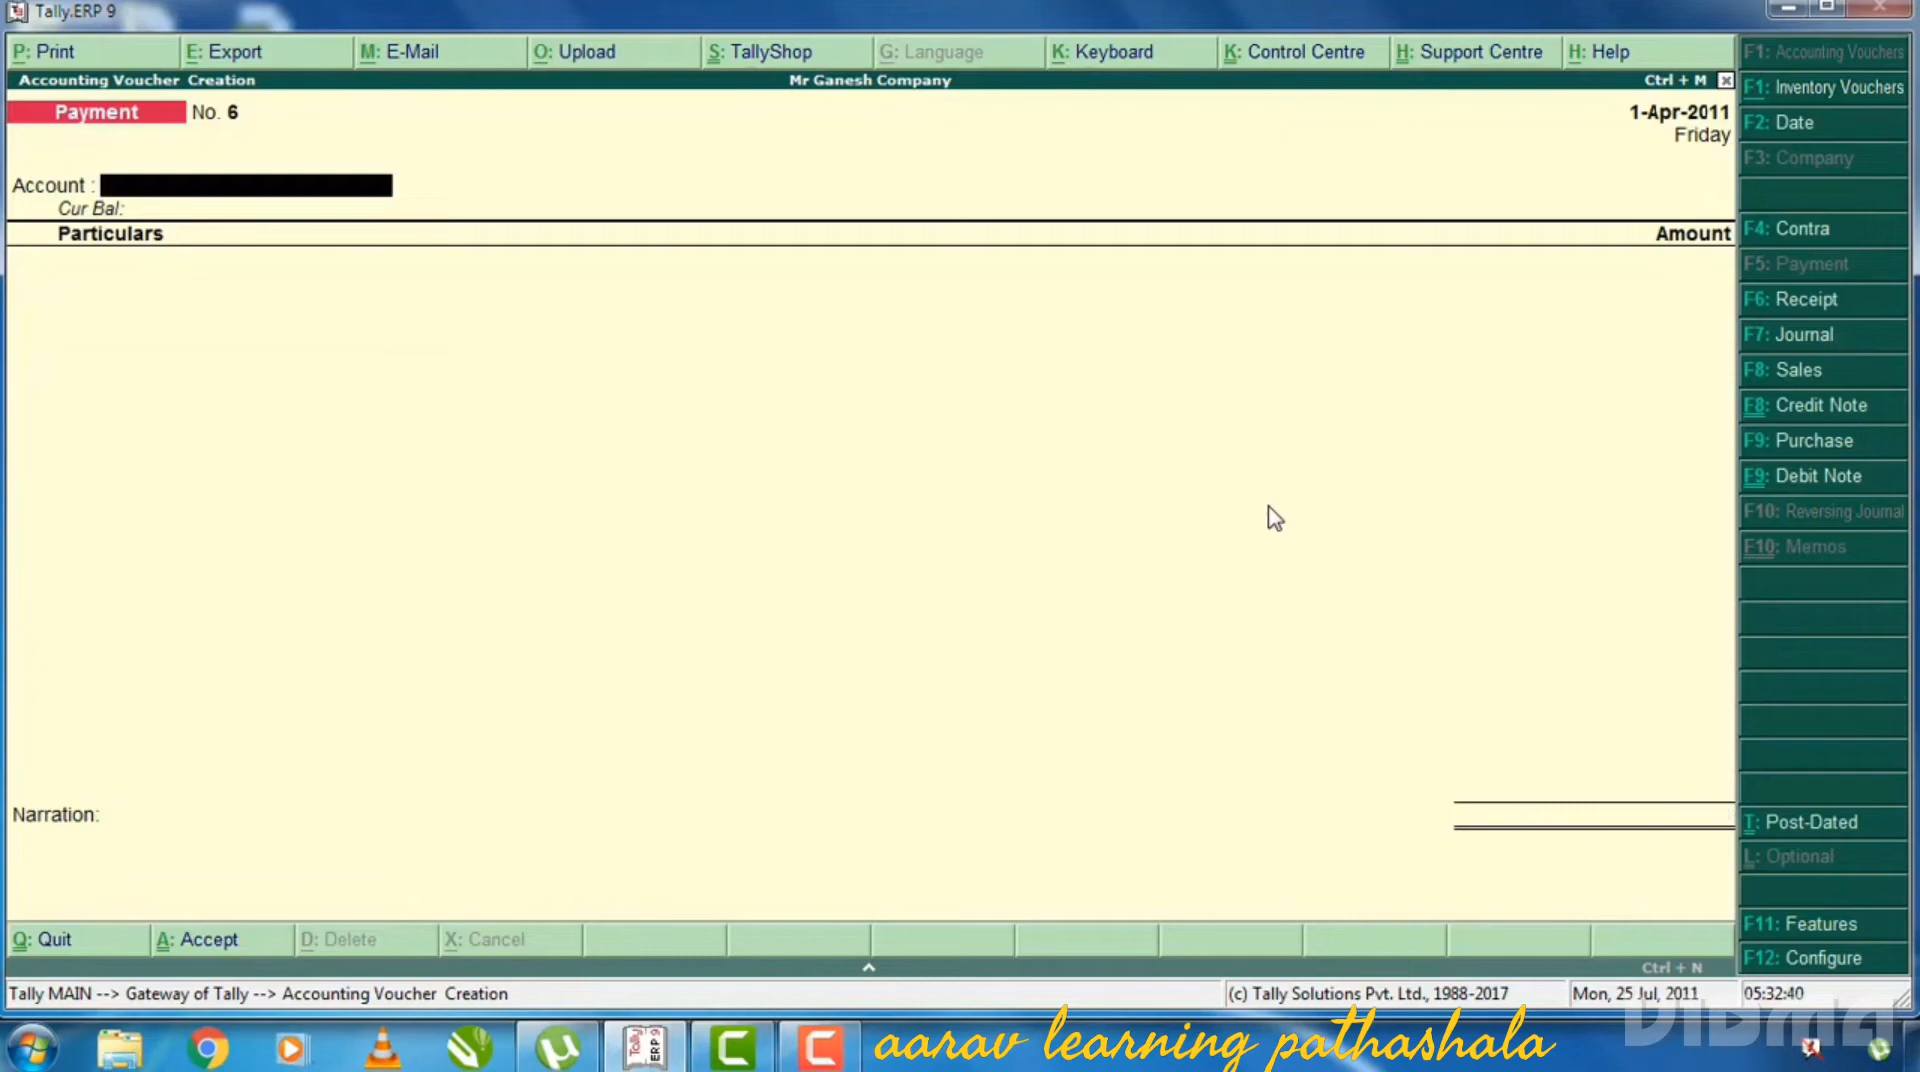 Tally.ERP 9
P: Print E: Export M: E-Mail O: Upload S: TallyShop G: Language K: Keyboard K: Control Centre H: Support Centre H: Help
Accounting Voucher Creation Mr Ganesh Company Ctrl + M
Payment No. 6 1-Apr-2011
Friday
Account :
Cur Bal:
Particulars Amount
Narration:
F1: Accounting Vouchers
F1: Inventory Vouchers
F2: Date
F3: Company
F4: Contra
F5: Payment
F6: Receipt
F7: Journal
F8: Sales
F8: Credit Note
F9: Purchase
F9: Debit Note
F10: Reversing Journal
F10: Memos
T: Post-Dated
L: Optional
F11: Features
F12: Configure
Q: Quit A: Accept D: Delete X: Cancel
Ctrl + N
Tally MAIN --> Gateway of Tally --> Accounting Voucher Creation (c) Tally Solutions Pvt. Ltd., 1988-2017 Mon, 25 Jul, 2011 05:32:40
Tally
ERP 9
aarav learning pathashala